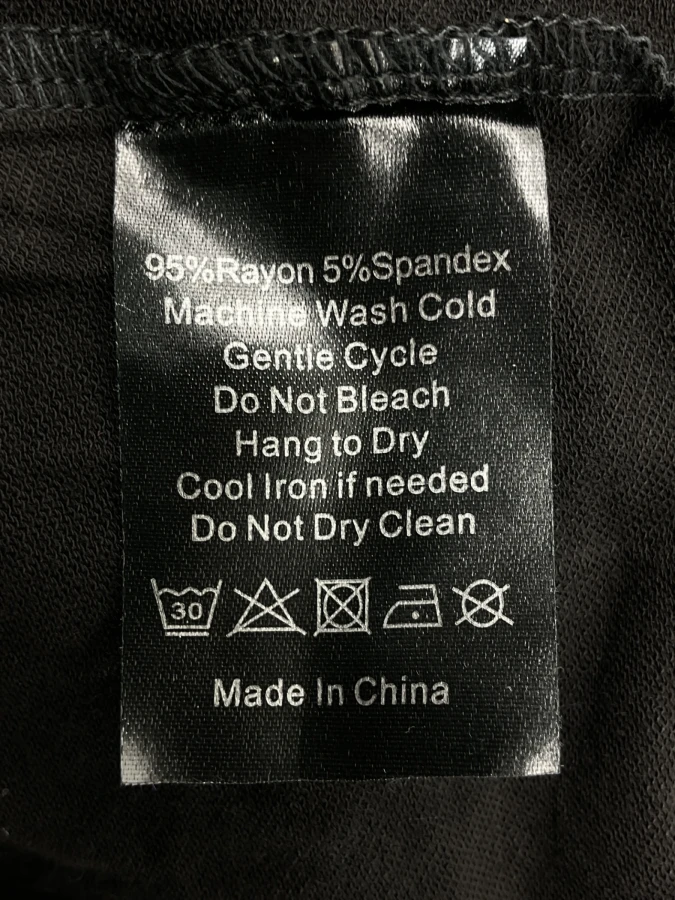 95%Rayon 5%Spandex
Machine Wash Cold
Gentle Cycle
Do Not Bleach
Hang to Dry
Cool Iron if needed
Do Not Dry Clean
30
Made In China